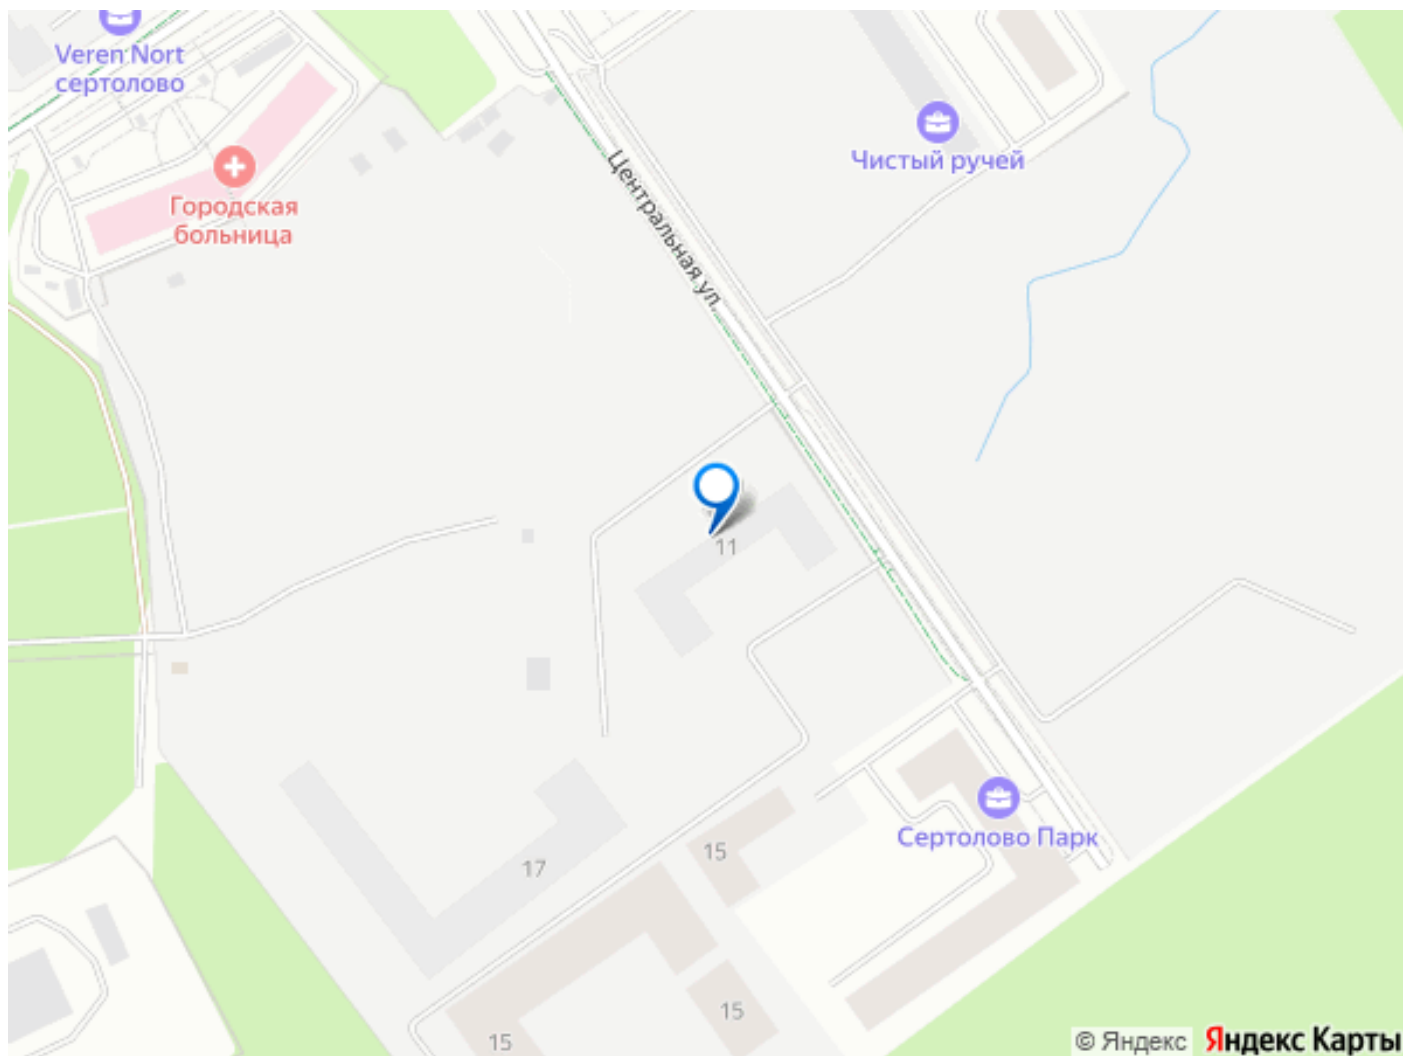 Veren Nort
сертолово
Городская
больница
Центральная ул.
Чистый ручей
11
Сертолово Парк
15
17
15
15
© Яндекс Яндекс Карты